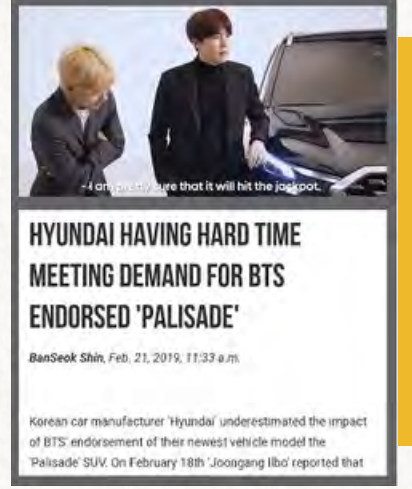 - I am pretty sure that it will hit the jackpot.
HYUNDAI HAVING HARD TIME
MEETING DEMAND FOR BTS
ENDORSED 'PALISADE'
BanSeok Shin, Feb. 21, 2019, 11:33 a.m.
Korean car manufacturer 'Hyundai' underestimated the impact
of BTS' endorsement of their newest vehicle model the
'Palisade' SUV. On February 18th 'Joongang Ilbo' reported that